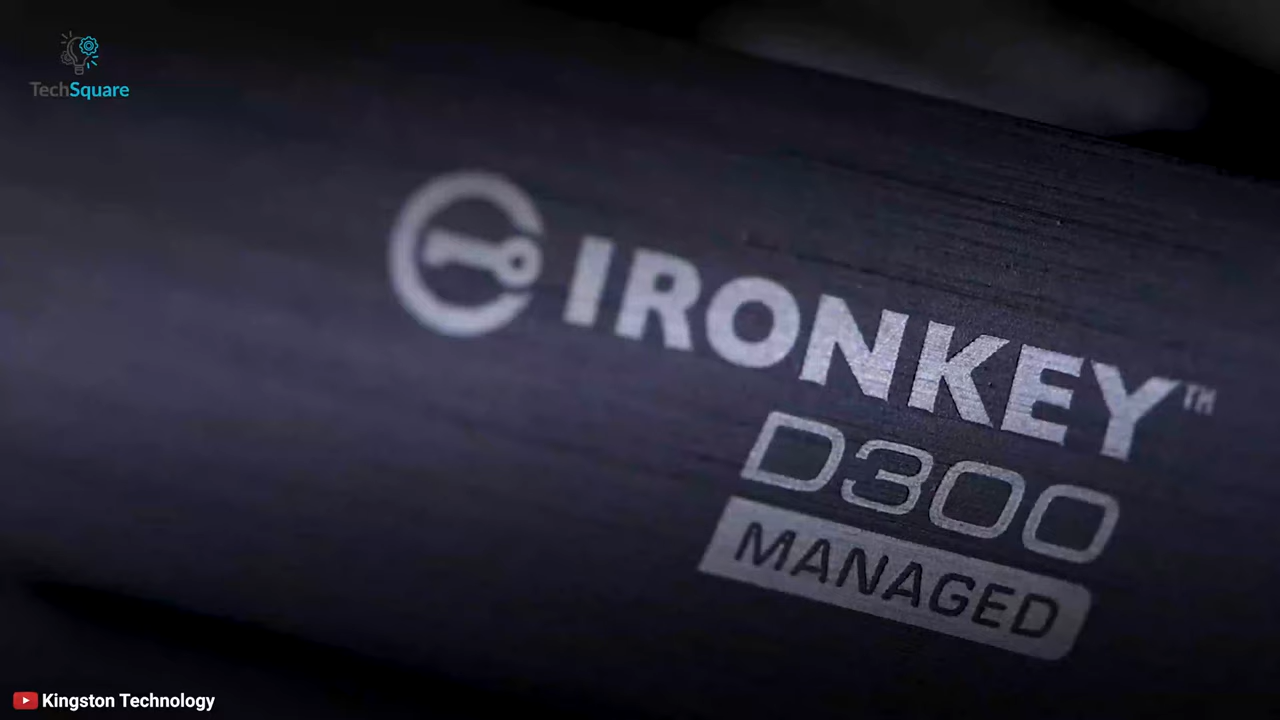 TechSquare
IRONKEY™
D300
MANAGED
Kingston Technology